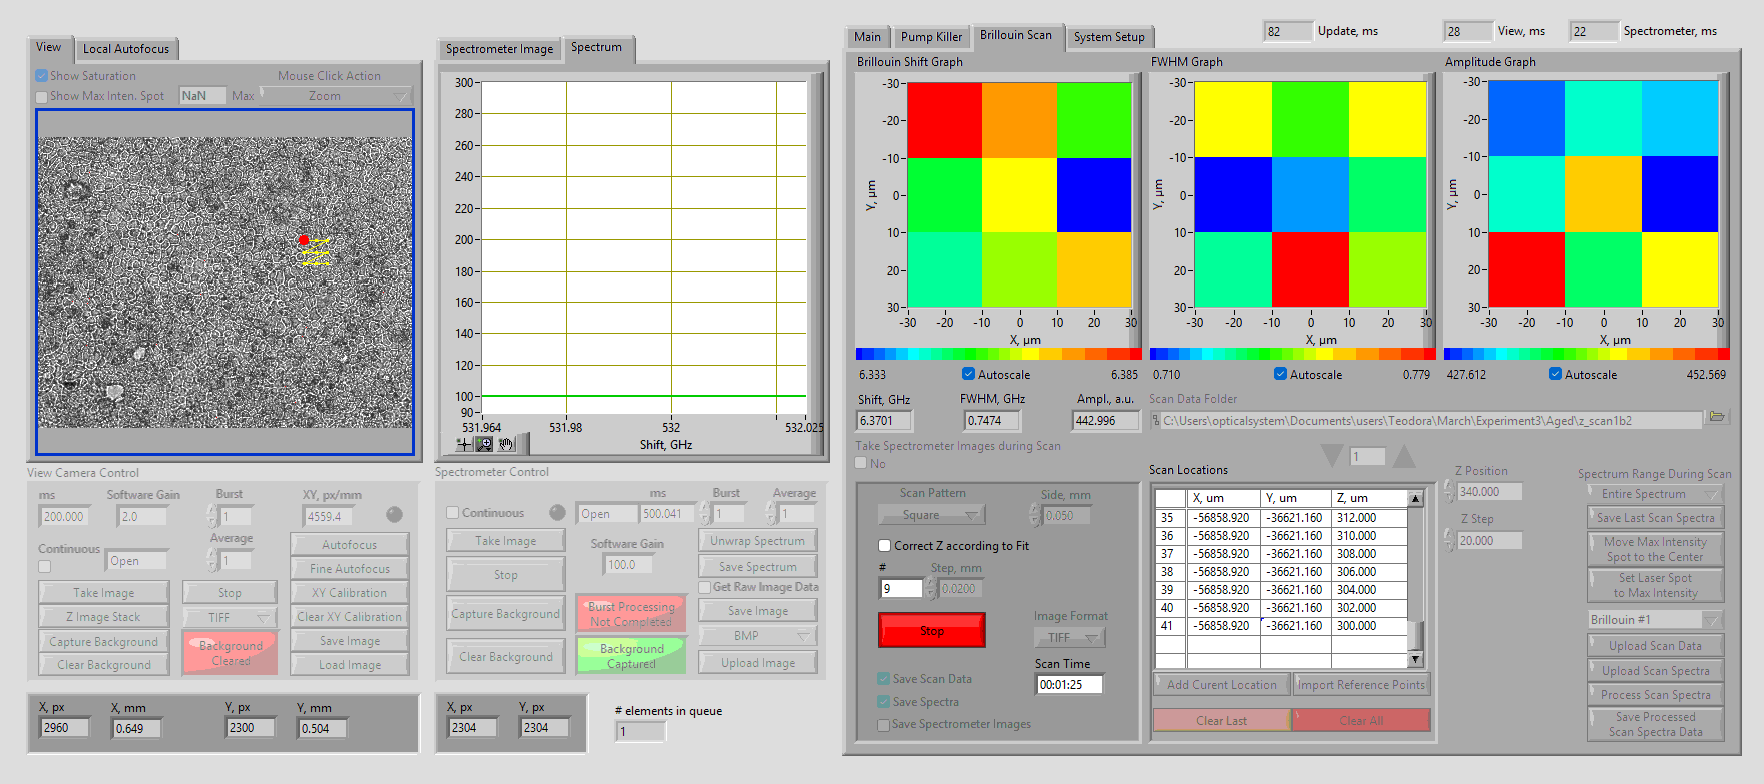 82 Update, ms 28 View, ms 22 Spectrometer, ms
View Local Autofocus
Show Saturation Mouse Click Action
Show Max Inten. Spot NaN Max Zoom
Spectrometer Image Spectrum
300
280
260
240
220
200
180
160
140
120
100
90
531.964 531.98 532 532.025
Shift, GHz
Main Pump Killer Brillouin Scan System Setup
Brillouin Shift Graph FWHM Graph Amplitude Graph
-30
-20
-10
0
10
20
30
Y, µm
-30 -20 -10 0 10 20 30
X, µm
-30
-20
-10
0
10
20
30
Y, µm
-30 -20 -10 0 10 20 30
X, µm
-30
-20
-10
0
10
20
30
Y, µm
-30 -20 -10 0 10 20 30
X, µm
6.333 Autoscale 6.385
0.710 Autoscale 0.779
427.612 Autoscale 452.569
Shift, GHz FWHM, GHz Ampl., a.u. Scan Data Folder
6.3701 0.7474 442.996 C:\Users\opticalsystem\Documents\users\Teodora\March\Experiment3\Aged\z_scan1b2
Take Spectrometer Images during Scan
No
1
View Camera Control
ms Software Gain Burst XY, px/mm
200.000 2.0 1 4559.4
Average
Continuous Open 1
Autofocus
Fine Autofocus
Take Image Stop XY Calibration
Z Image Stack TIFF Clear XY Calibration
Capture Background Save Image
Clear Background Load Image
Background
Cleared
Spectrometer Control
ms Burst Average
Continuous Open 500.041 1 1
Take Image Software Gain Unwrap Spectrum
Stop 100.0 Save Spectrum
Get Raw Image Data
Capture Background Burst Processing
Not Completed
Save Image
BMP
Clear Background Background
Captured
Upload Image
X, px X, mm Y, px Y, mm
2960 0.649 2300 0.504
X, px Y, px
2304 2304
# elements in queue
1
Scan Pattern Side, mm
Square 0.050
Correct Z according to Fit
# Step, mm
9 0.0200
Stop
Image Format
TIFF
Scan Time
00:01:25
Save Scan Data
Save Spectra
Save Spectrometer Images
Scan Locations
X, um Y, um Z, um
35 -56858.920 -36621.160 312.000
36 -56858.920 -36621.160 310.000
37 -56858.920 -36621.160 308.000
38 -56858.920 -36621.160 306.000
39 -56858.920 -36621.160 304.000
40 -56858.920 -36621.160 302.000
41 -56858.920 -36621.160 300.000
Add Curent Location Import Reference Points
Clear Last Clear All
Z Position
340.000
Z Step
20.000
Spectrum Range During Scan
Entire Spectrum
Save Last Scan Spectra
Move Max Intensity
Spot to the Center
Set Laser Spot
to Max Intensity
Brillouin #1
Upload Scan Data
Upload Scan Spectra
Process Scan Spectra
Save Processed
Scan Spectra Data